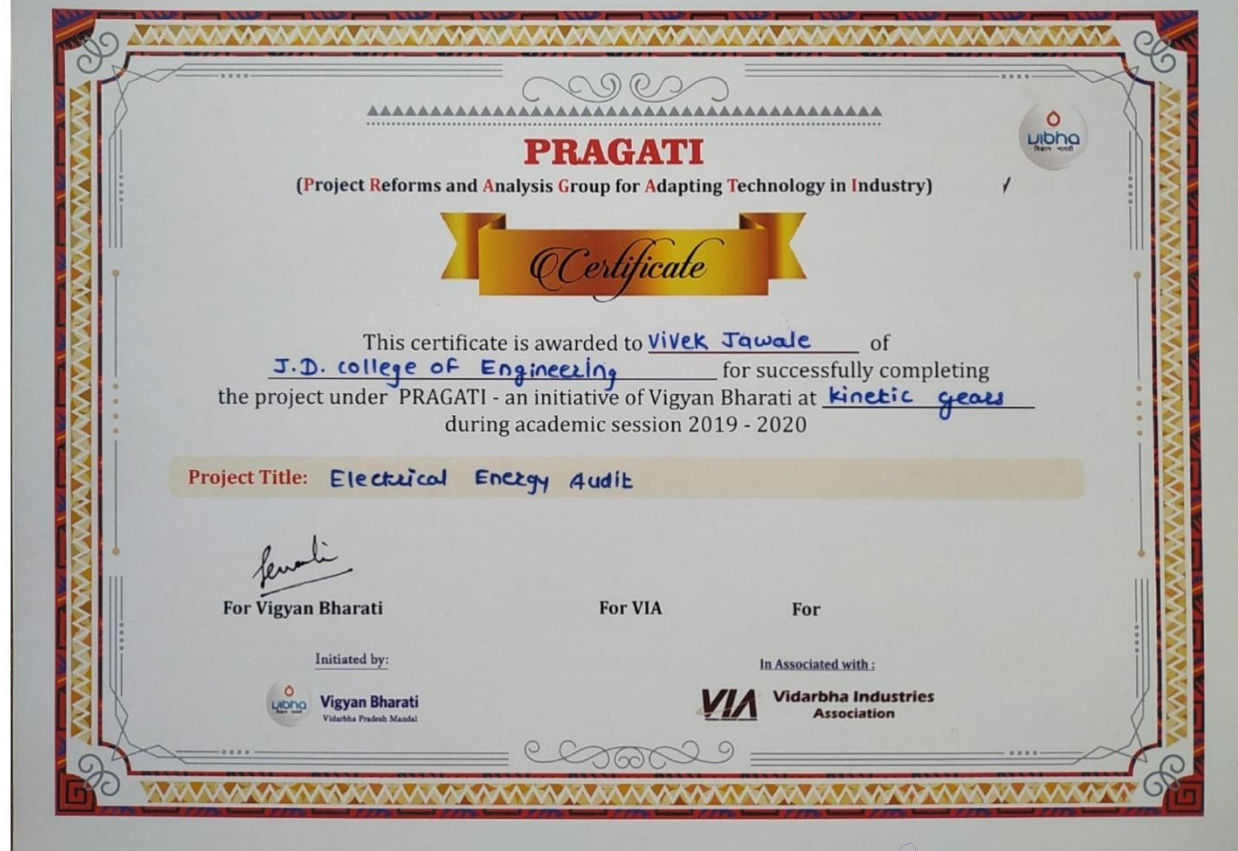 vibha
विज्ञान भारती
PRAGATI
(Project Reforms and Analysis Group for Adapting Technology in Industry)
Certificate
This certificate is awarded to Vivek Jawale of
J.D. college of Engineering for successfully completing
the project under PRAGATI - an initiative of Vigyan Bharati at kinetic gears
during academic session 2019 - 2020
Project Title: Electrical Energy Audit
For Vigyan Bharati For VIA For
Initiated by: In Associated with :
vibha Vigyan Bharati VIA Vidarbha Industries
Vidarbha Pradesh Mandal Association